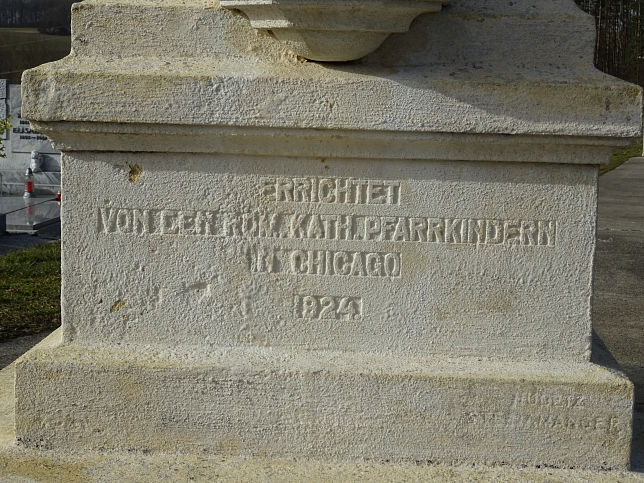 ERRICHTET
VON DEN RÖM. KATH. PFARRKINDERN
IN CHICAGO
1924